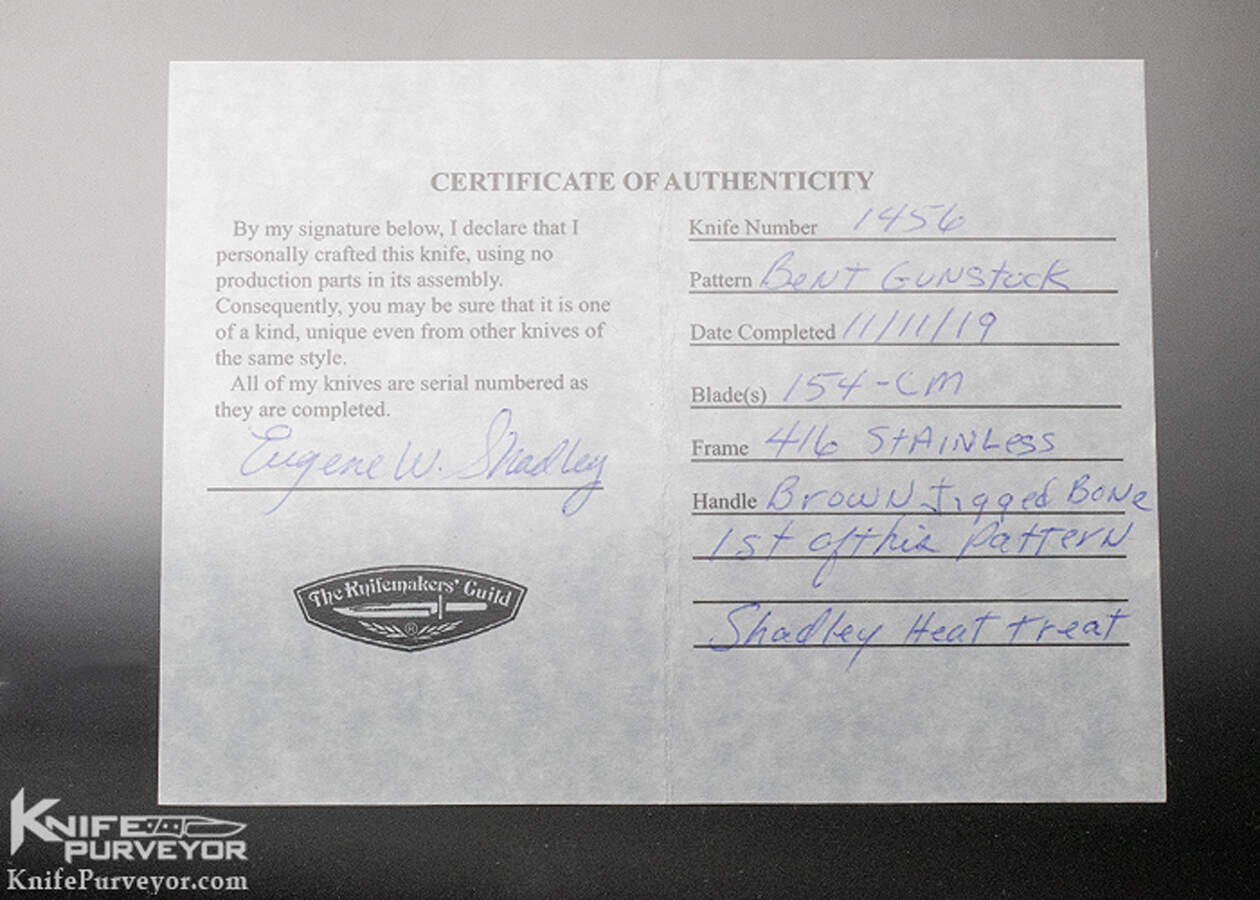 CERTIFICATE OF AUTHENTICITY
By my signature below, I declare that I
personally crafted this knife, using no
production parts in its assembly.
Consequently, you may be sure that it is one
of a kind, unique even from other knives of
the same style.
All of my knives are serial numbered as
they are completed.
Eugene W. Shadley
The Knifemakers' Guild
®
Knife Number 1456
Pattern Bent Gunstock
Date Completed 11/11/19
Blade(s) 154-CM
Frame 416 Stainless
Handle Brown Jigged Bone
1st of this Pattern
Shadley Heat treat
KNIFE
PURVEYOR
KnifePurveyor.com